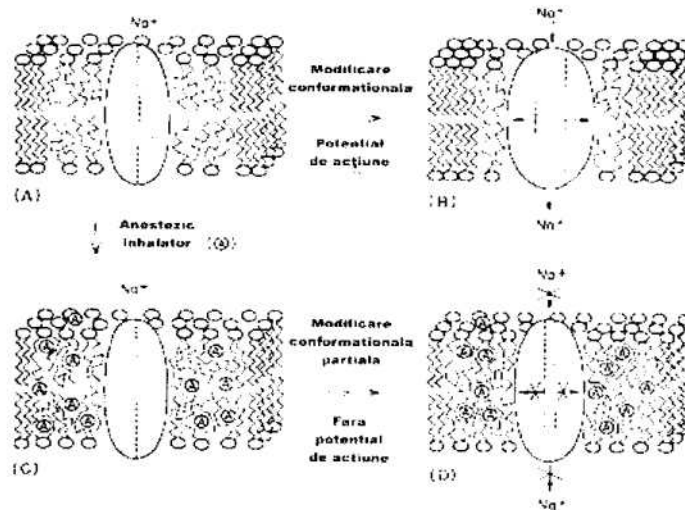 Na⁺
Na⁺
Modificare
conformationala
Potential
de acțiune
(A)
(B)
Na⁺
Anestezic
inhalator (A)
Na⁺
Na⁺
A
A
A
A
A
A
A
A
A
A
A
Modificare
conformationala
partiala
Fara
potential
de actiune
A
A
A
A
A
A
A
A
A
A
(C)
(D)
Na⁺